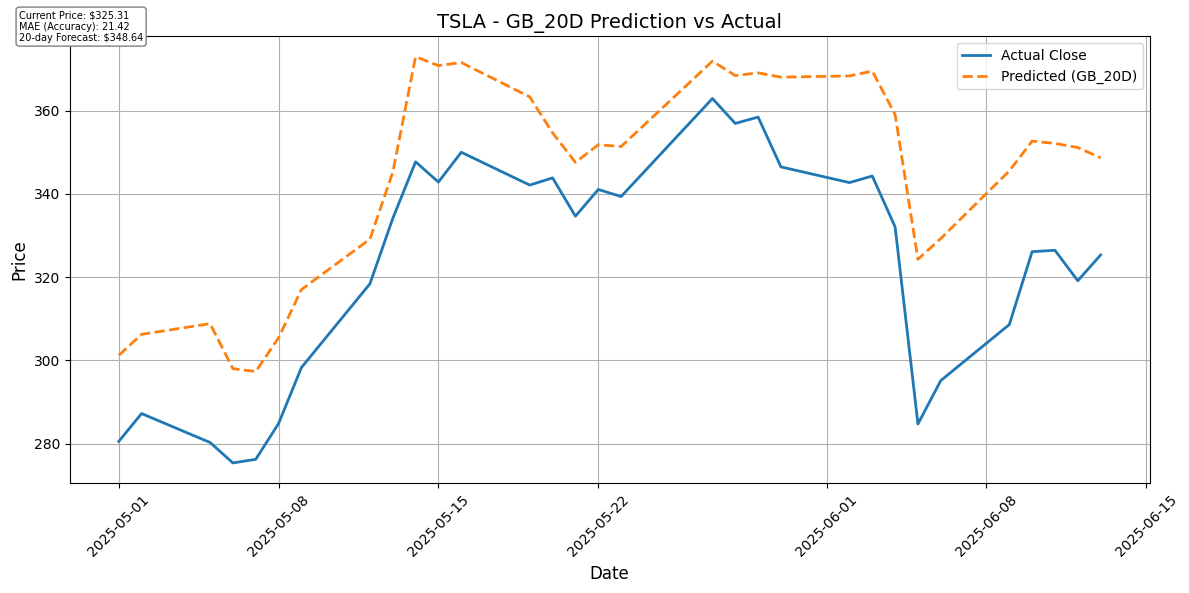 TSLA - GB_20D Prediction vs Actual
Current Price: $325.31
MAE (Accuracy): 21.42
20-day Forecast: $348.64
Actual Close
Predicted (GB_20D)
Price
360
340
320
300
280
2025-05-01
2025-05-08
2025-05-15
2025-05-22
2025-06-01
2025-06-08
2025-06-15
Date